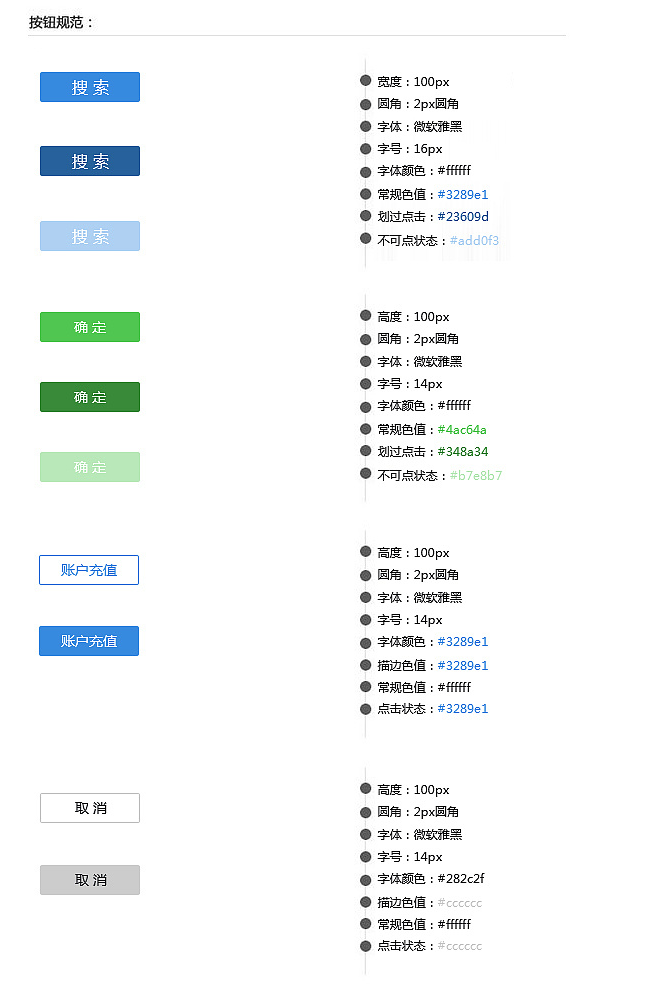 按钮规范：
搜 索
搜 索
搜 索
宽度：100px
圆角：2px圆角
字体：微软雅黑
字号：16px
字体颜色：#ffffff
常规色值：#3289e1
划过点击：#23609d
不可点状态：#add0f3
确 定
确 定
确 定
高度：100px
圆角：2px圆角
字体：微软雅黑
字号：14px
字体颜色：#ffffff
常规色值：#4ac64a
划过点击：#348a34
不可点状态：#b7e8b7
账户充值
账户充值
高度：100px
圆角：2px圆角
字体：微软雅黑
字号：14px
字体颜色：#3289e1
描边色值：#3289e1
常规色值：#ffffff
点击状态：#3289e1
取 消
取 消
高度：100px
圆角：2px圆角
字体：微软雅黑
字号：14px
字体颜色：#282c2f
描边色值：#cccccc
常规色值：#ffffff
点击状态：#cccccc